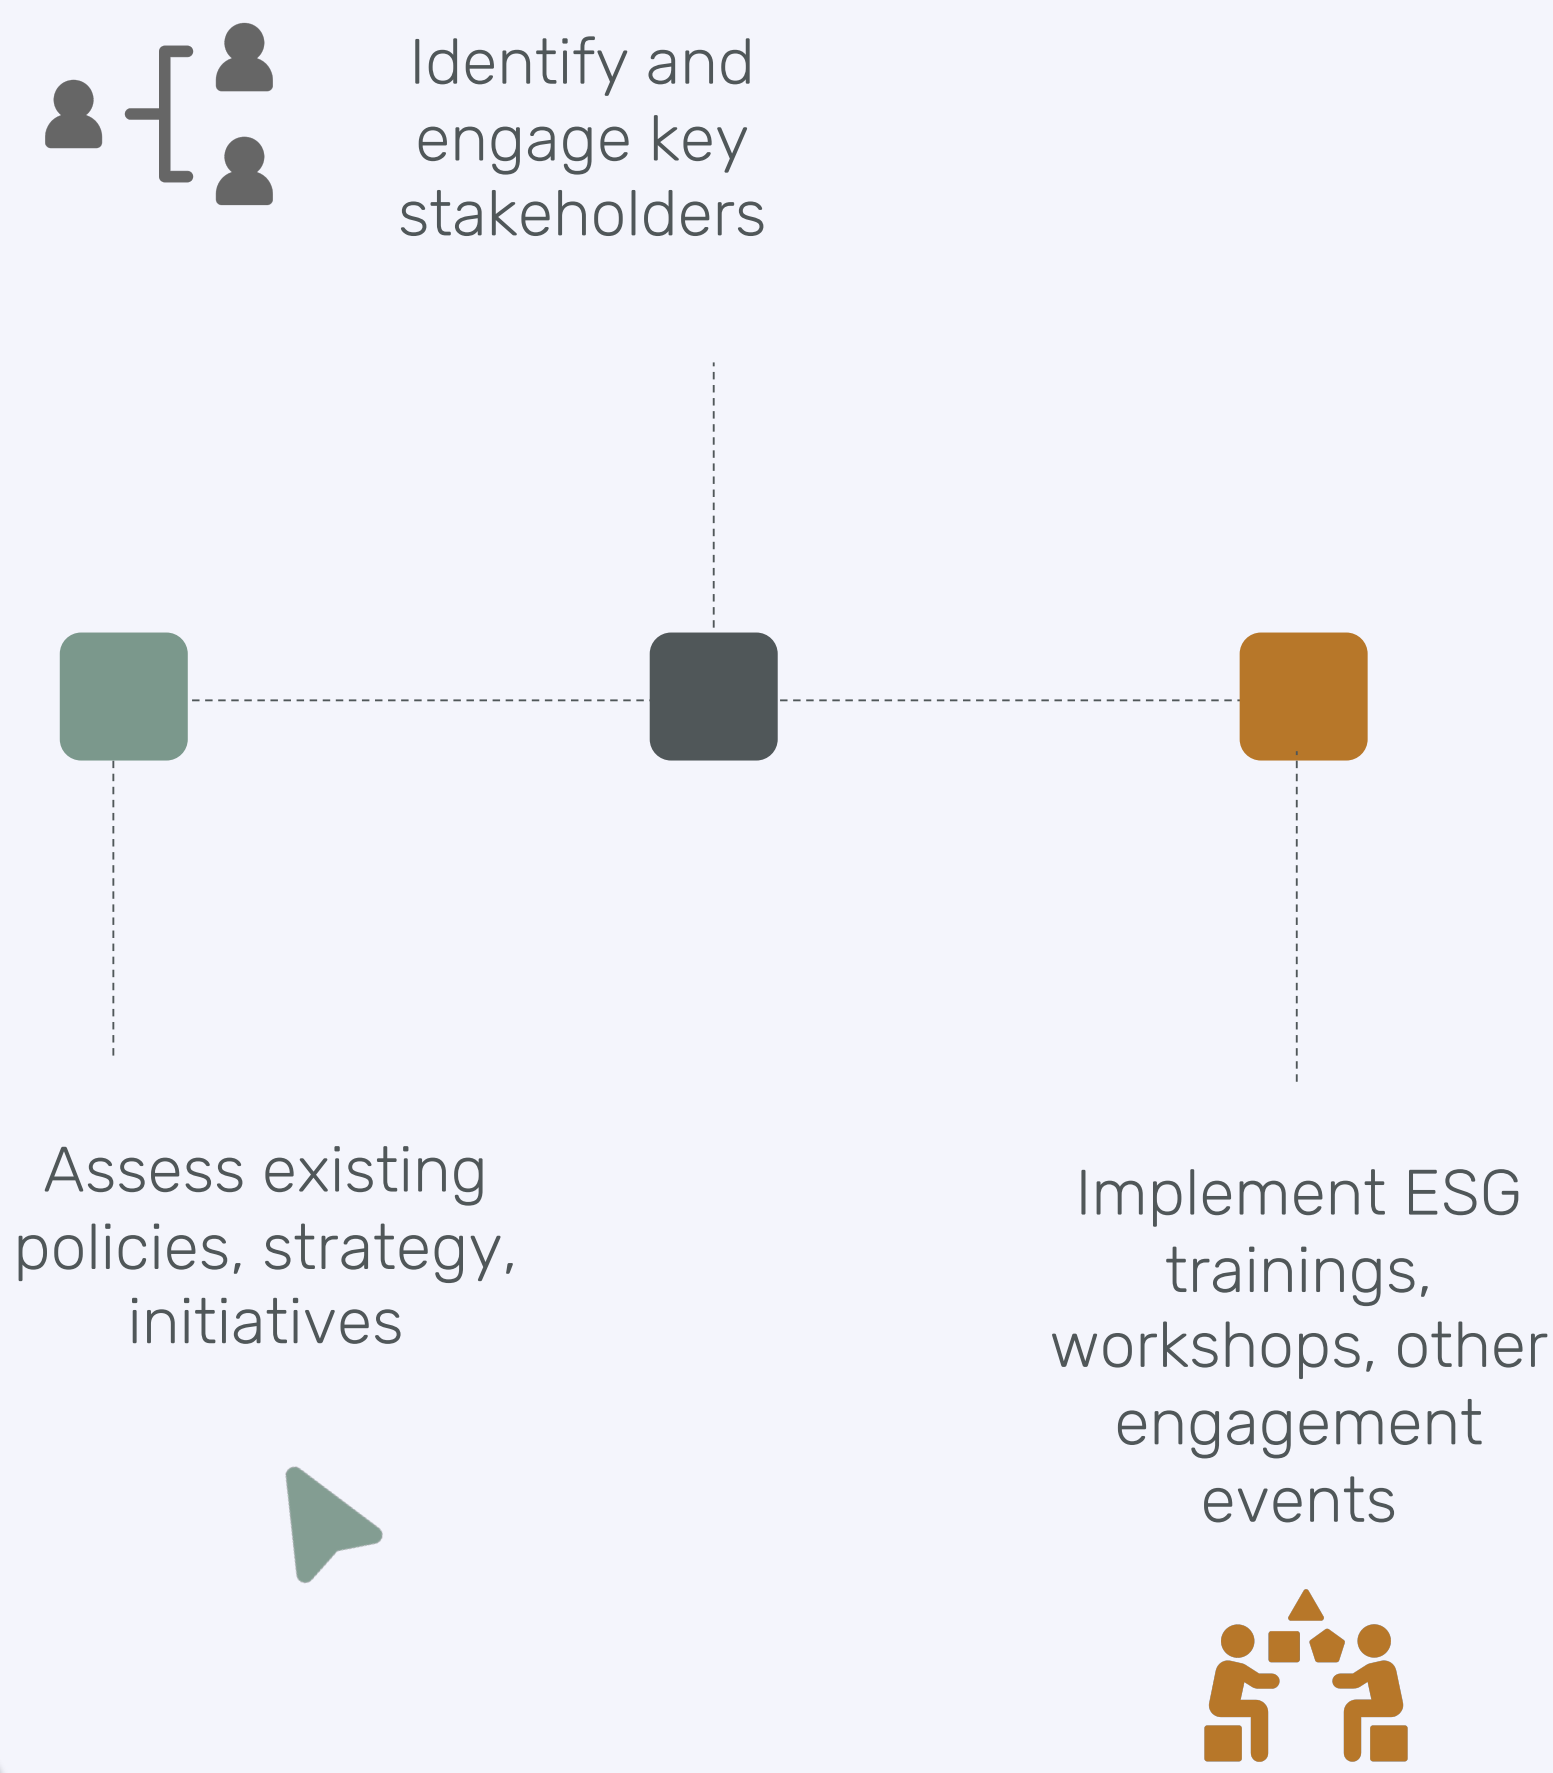 Identify and
engage key
stakeholders
Assess existing
policies, strategy,
initiatives
Implement ESG
trainings,
workshops, other
engagement
events